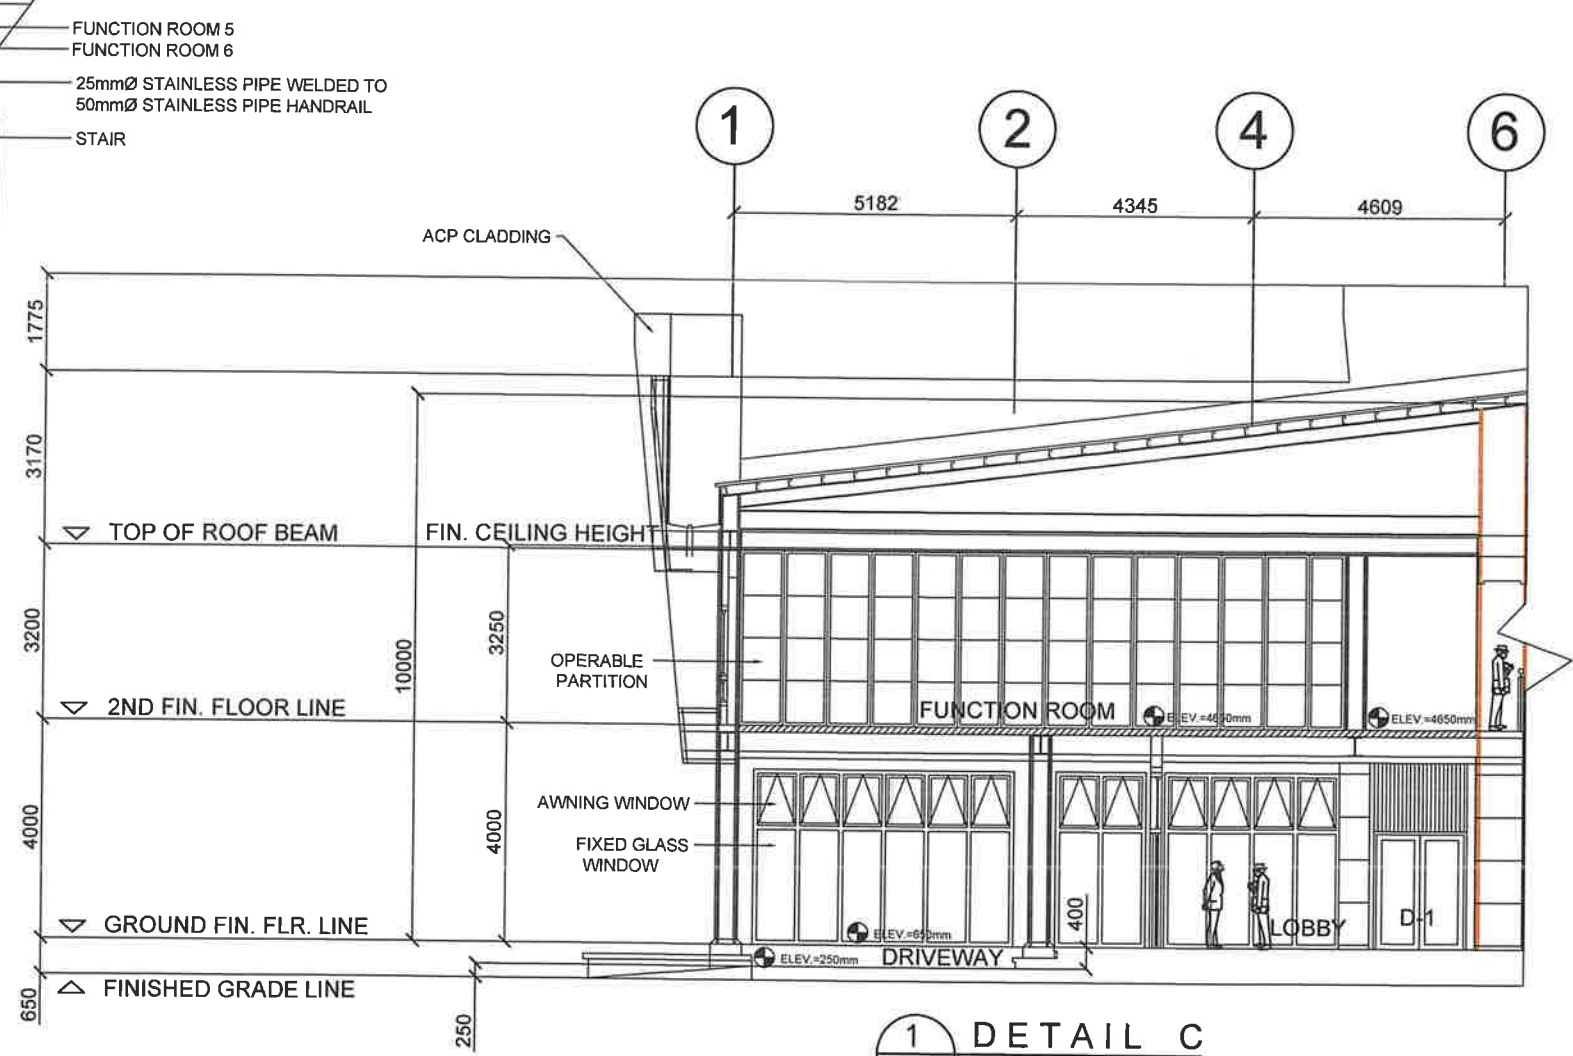 FUNCTION ROOM 5
FUNCTION ROOM 6
25mmØ STAINLESS PIPE WELDED TO
50mmØ STAINLESS PIPE HANDRAIL
STAIR
1
2
4
6
5182
4345
4609
ACP CLADDING
1775
3170
TOP OF ROOF BEAM
FIN. CEILING HEIGHT
3200
10000
3250
OPERABLE
PARTITION
2ND FIN. FLOOR LINE
FUNCTION ROOM
ELEV.=4650mm
ELEV.=4650mm
4000
4000
AWNING WINDOW
FIXED GLASS
WINDOW
GROUND FIN. FLR. LINE
ELEV.=650mm
400
LOBBY
D-1
ELEV.=250mm
DRIVEWAY
650
FINISHED GRADE LINE
250
1
DETAIL C